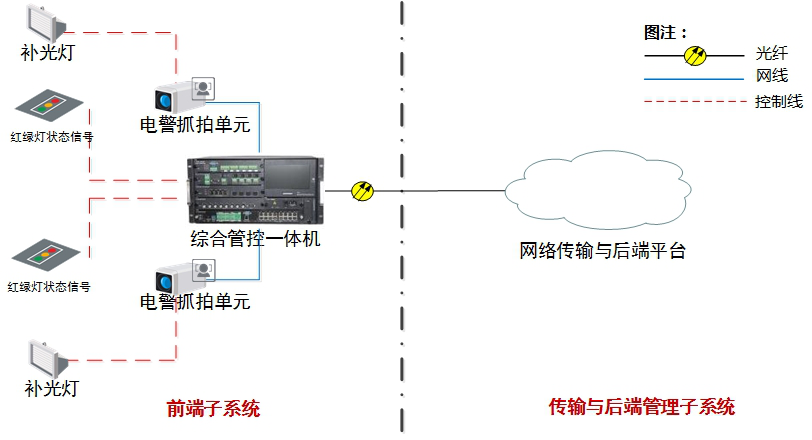 补光灯
红绿灯状态信号
电警抓拍单元
综合管控一体机
红绿灯状态信号
电警抓拍单元
补光灯
前端子系统
图注：
光纤
网线
控制线
网络传输与后端平台
传输与后端管理子系统